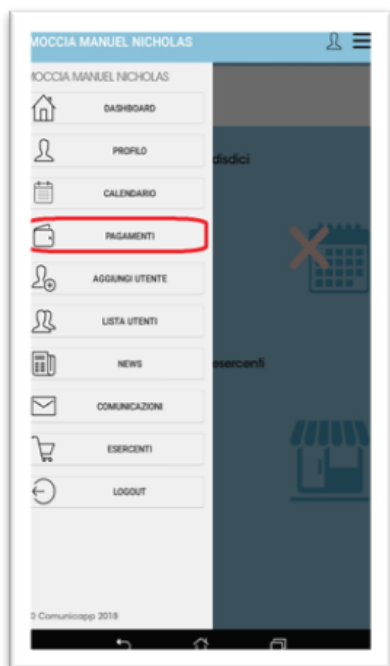 MOCCIA MANUEL NICHOLAS
MOCCIA MANUEL NICHOLAS
DASHBOARD
PROFILO
disdici
CALENDARIO
PAGAMENTI
AGGIUNGI UTENTE
LISTA UTENTI
NEWS
esercenti
COMUNICAZIONI
ESERCENTI
LOGOUT
© Comunicapp 2018